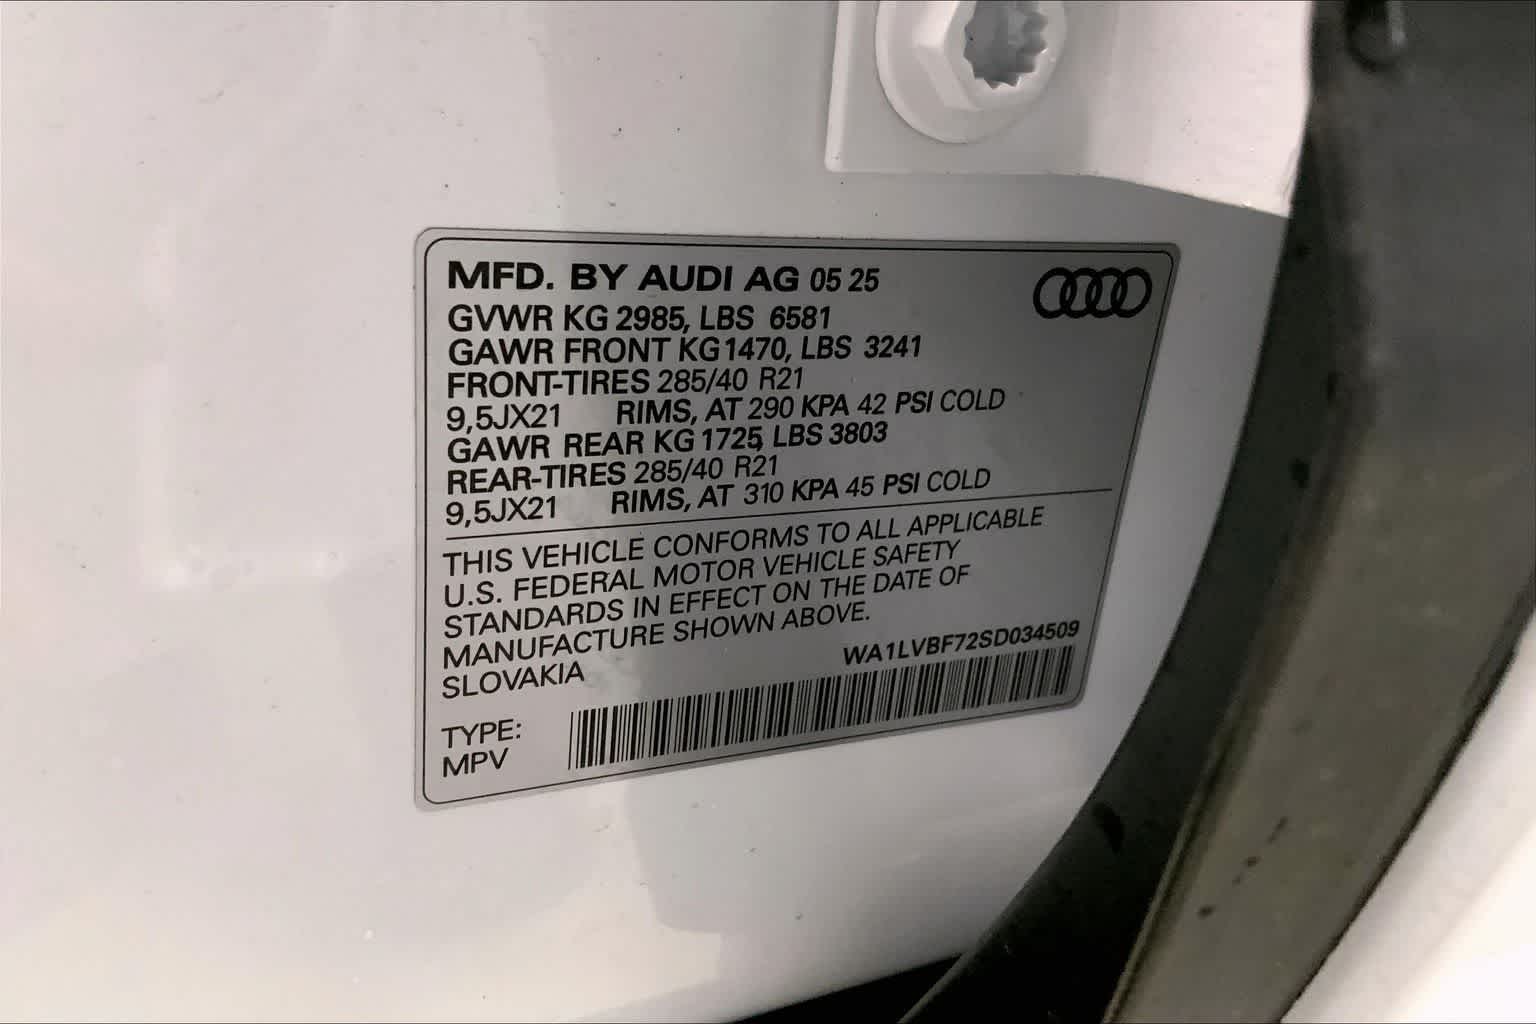 MFD. BY AUDI AG 05 25
GVWR KG 2985, LBS 6581
GAWR FRONT KG 1470, LBS 3241
FRONT-TIRES 285/40 R21
9,5JX21 RIMS, AT 290 KPA 42 PSI COLD
GAWR REAR KG 1725, LBS 3803
REAR-TIRES 285/40 R21
9,5JX21 RIMS, AT 310 KPA 45 PSI COLD
THIS VEHICLE CONFORMS TO ALL APPLICABLE
U.S. FEDERAL MOTOR VEHICLE SAFETY
STANDARDS IN EFFECT ON THE DATE OF
MANUFACTURE SHOWN ABOVE.
SLOVAKIA
WA1LVBF72SD034509
TYPE:
MPV